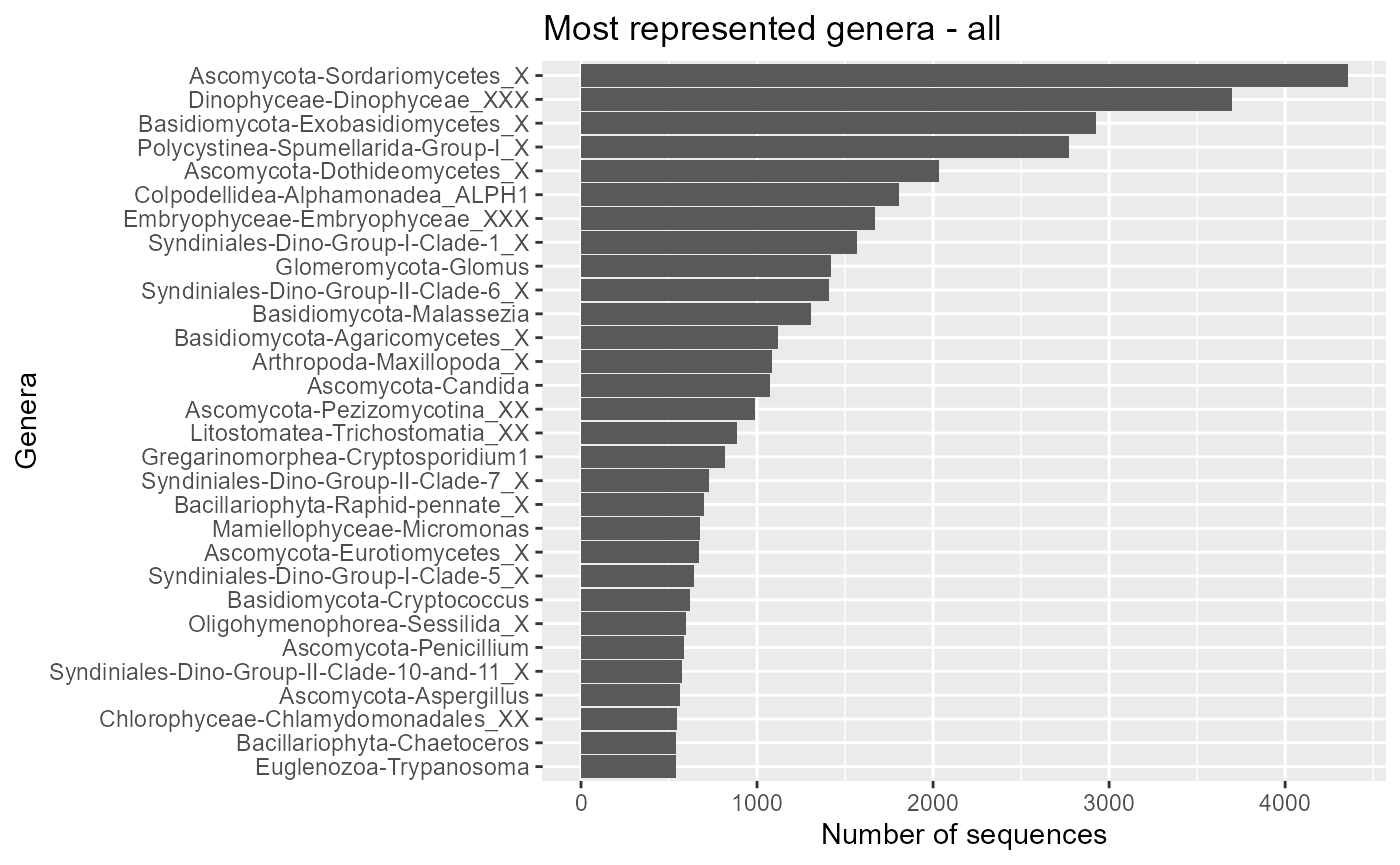 Most represented genera - all
Genera
Ascomycota-Sordariomycetes_X
Dinophyceae-Dinophyceae_XXX
Basidiomycota-Exobasidiomycetes_X
Polycystinea-Spumellarida-Group-I_X
Ascomycota-Dothideomycetes_X
Colpodellidea-Alphamonadea_ALPH1
Embryophyceae-Embryophyceae_XXX
Syndiniales-Dino-Group-I-Clade-1_X
Glomeromycota-Glomus
Syndiniales-Dino-Group-II-Clade-6_X
Basidiomycota-Malassezia
Basidiomycota-Agaricomycetes_X
Arthropoda-Maxillopoda_X
Ascomycota-Candida
Ascomycota-Pezizomycotina_XX
Litostomatea-Trichostomatia_XX
Gregarinomorphea-Cryptosporidium1
Syndiniales-Dino-Group-II-Clade-7_X
Bacillariophyta-Raphid-pennate_X
Mamiellophyceae-Micromonas
Ascomycota-Eurotiomycetes_X
Syndiniales-Dino-Group-I-Clade-5_X
Basidiomycota-Cryptococcus
Oligohymenophorea-Sessilida_X
Ascomycota-Penicillium
Syndiniales-Dino-Group-II-Clade-10-and-11_X
Ascomycota-Aspergillus
Chlorophyceae-Chlamydomonadales_XX
Bacillariophyta-Chaetoceros
Euglenozoa-Trypanosoma
0 1000 2000 3000 4000
Number of sequences